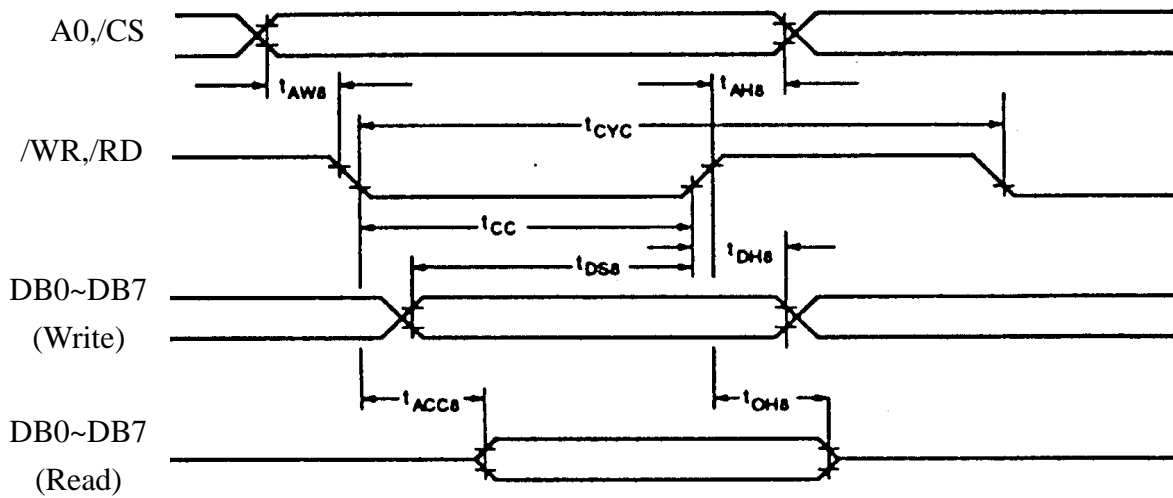 A0,/CS
tAW8
tAH8
tCYC
/WR,/RD
tCC
tDH8
tDS8
DB0~DB7
(Write)
tACC8
tOH8
DB0~DB7
(Read)